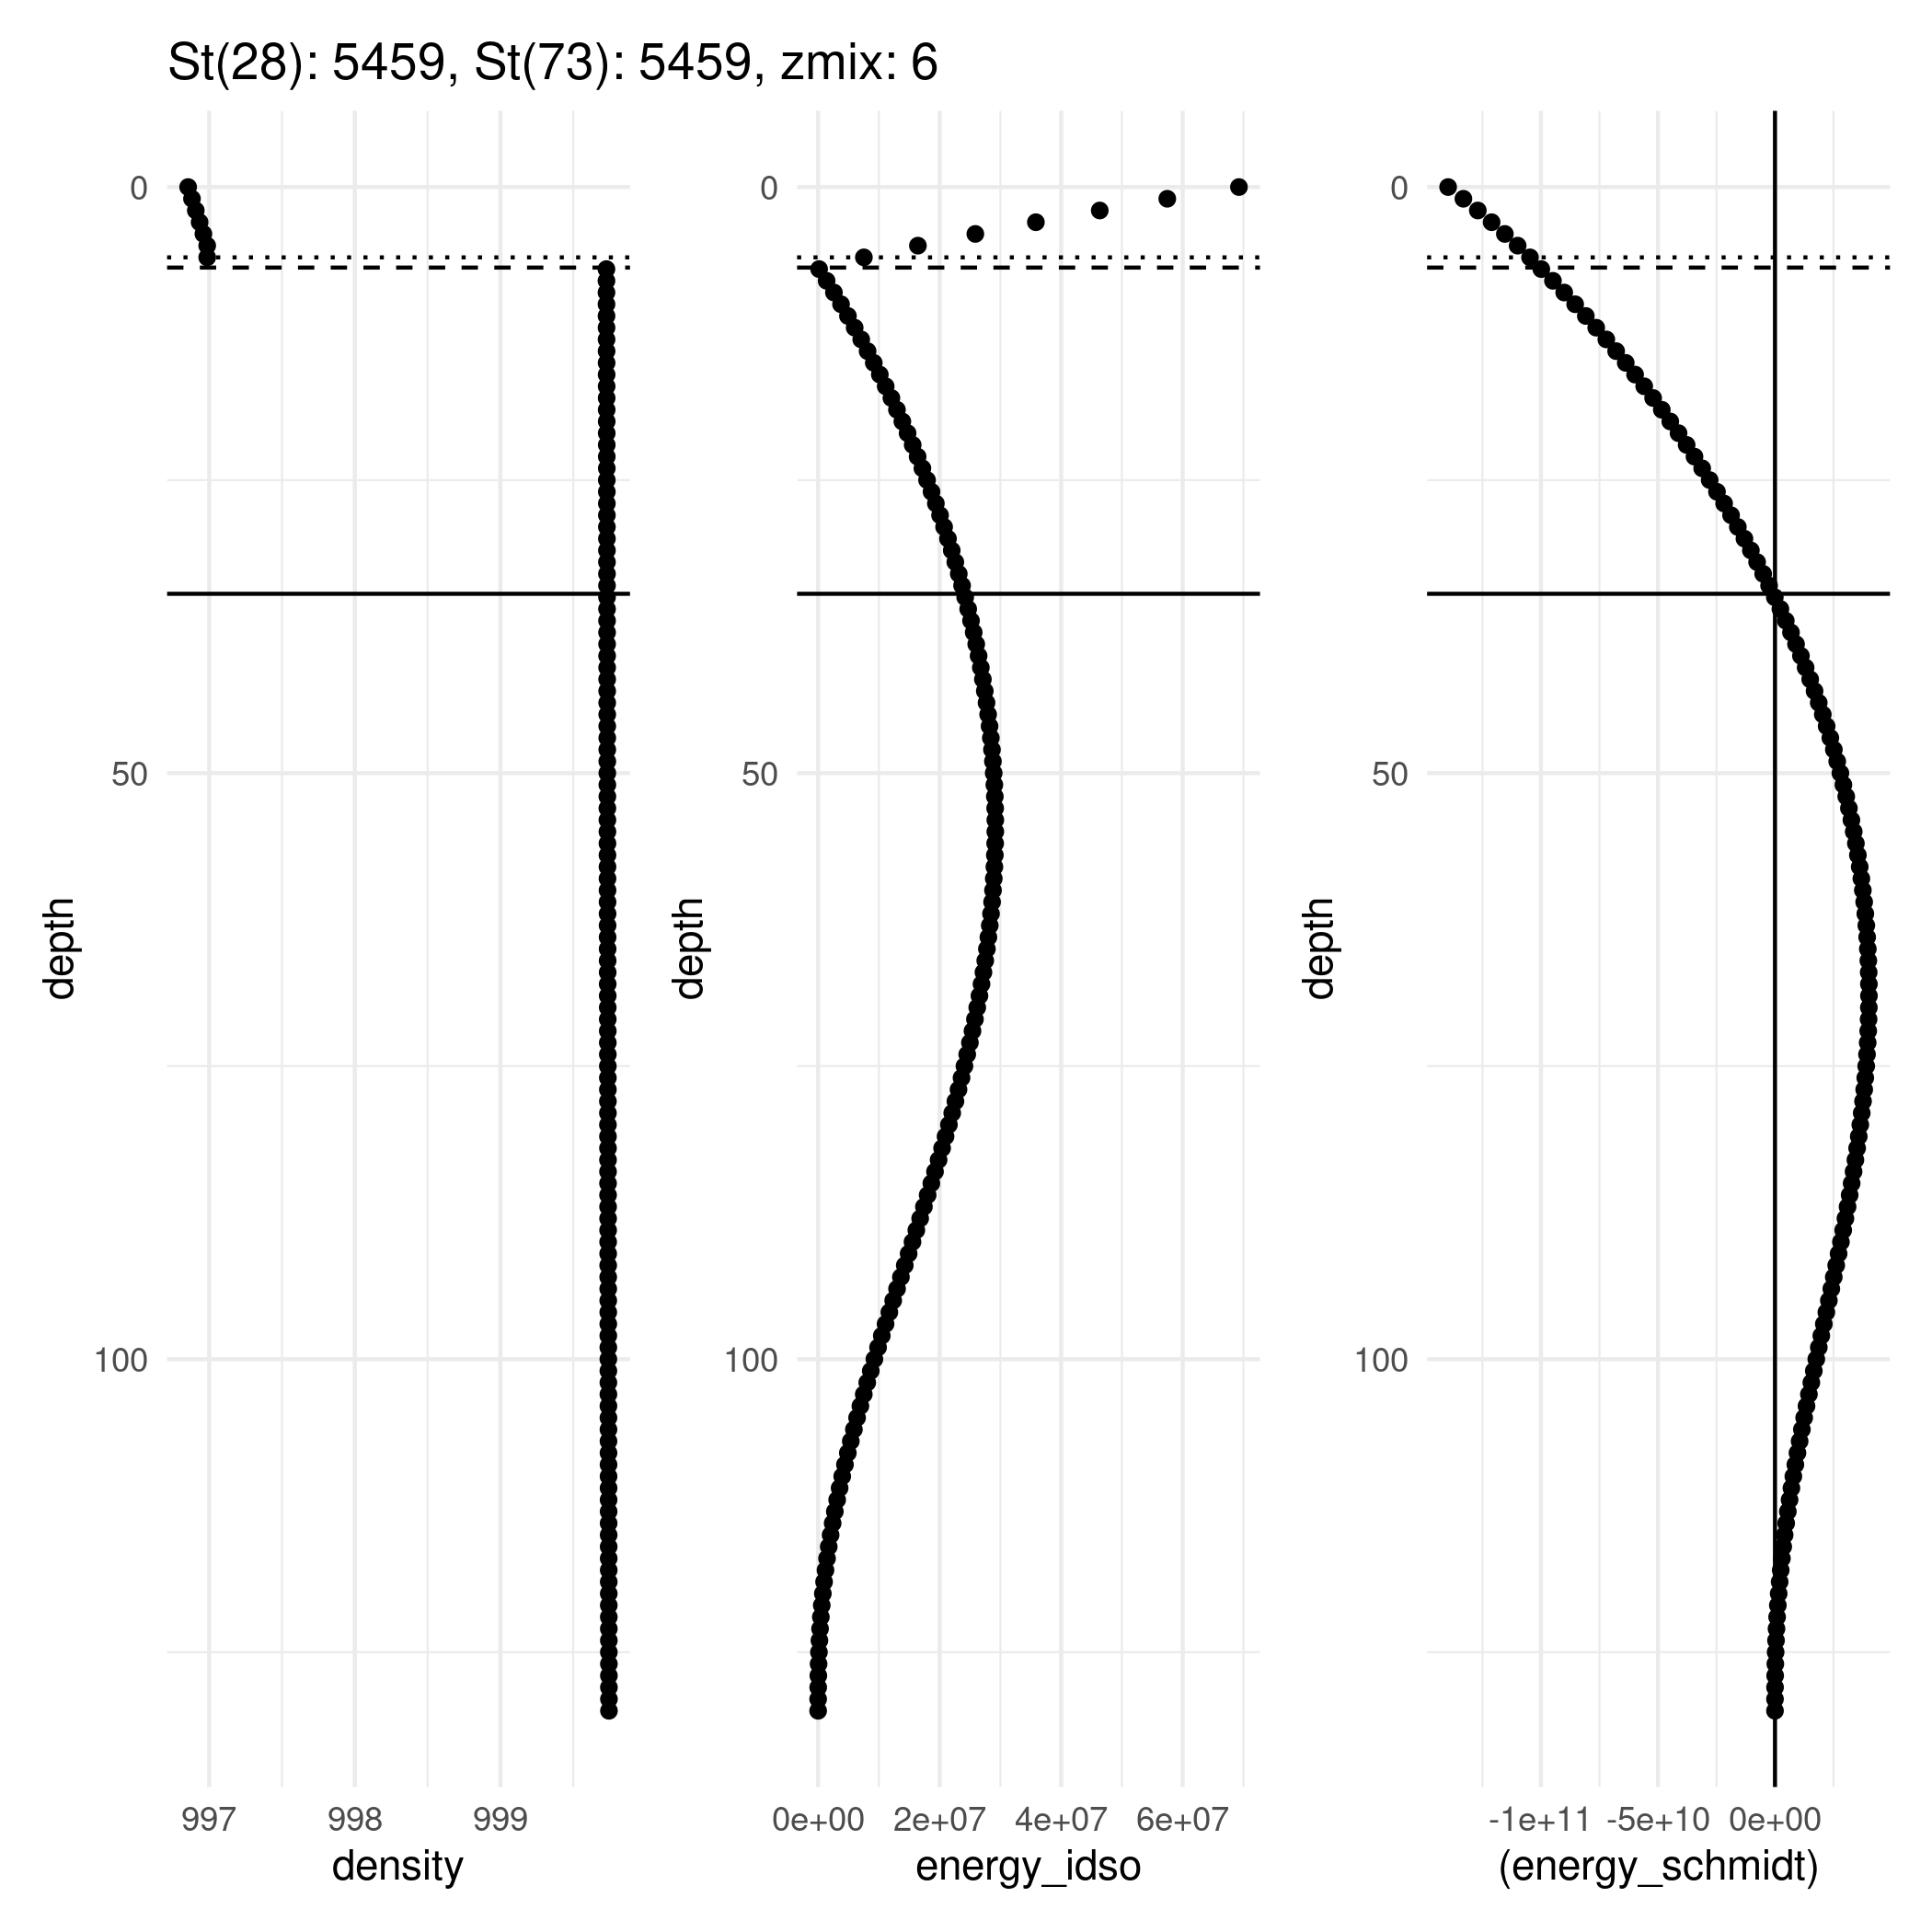 St(28): 5459, St(73): 5459, zmix: 6
0
50
100
depth
997 998 999
density
0
50
100
depth
0e+00 2e+07 4e+07 6e+07
energy_idso
0
50
100
depth
-1e+11 -5e+10 0e+00
(energy_schmidt)